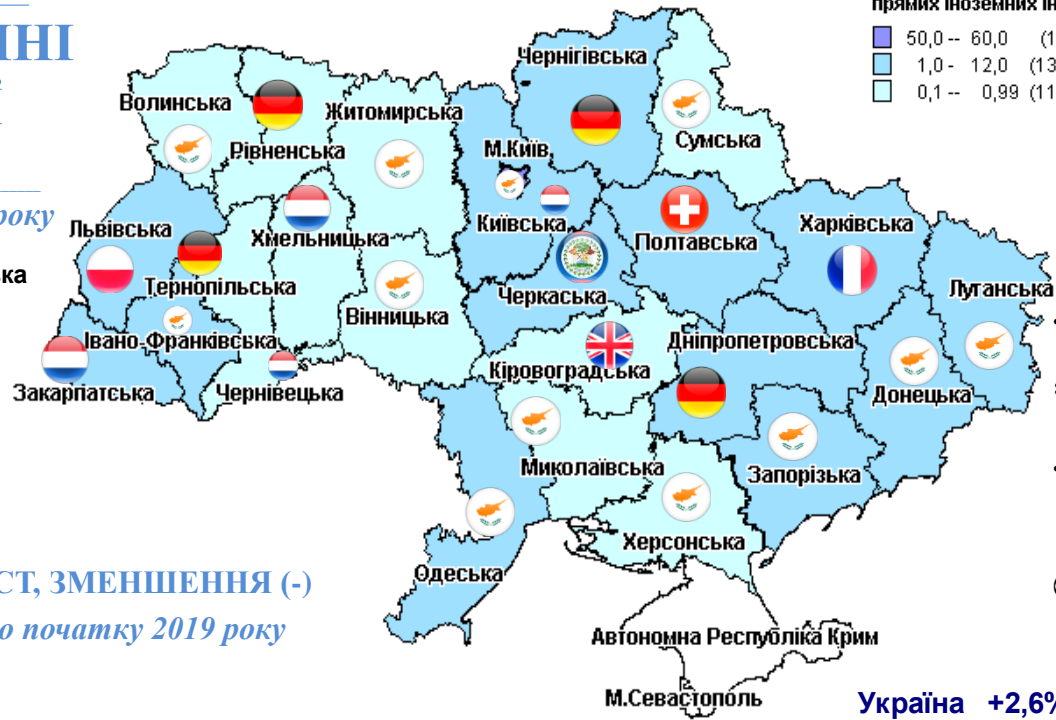 прямих іноземних ін
ІНІ
50,0 -- 60,0 (1
1,0 - 12,0 (13
0,1 -- 0,99 (11
Чернігівська
Волинська
Житомирська
Сумська
Рівненська
М.Київ
року
Львівська
Хмельницька
Київська
Полтавська
Харківська
ька
Тернопільська
Черкаська
Луганська
Вінницька
Івано-Франківська
Дніпропетровська
Кіровоградська
Закарпатська
Чернівецька
Донецька
Миколаївська
Запорізька
Херсонська
Одеська
СТ, ЗМЕНШЕННЯ (-)
о початку 2019 року
Автономна Республіка Крим
М.Севастополь
Україна +2,6%